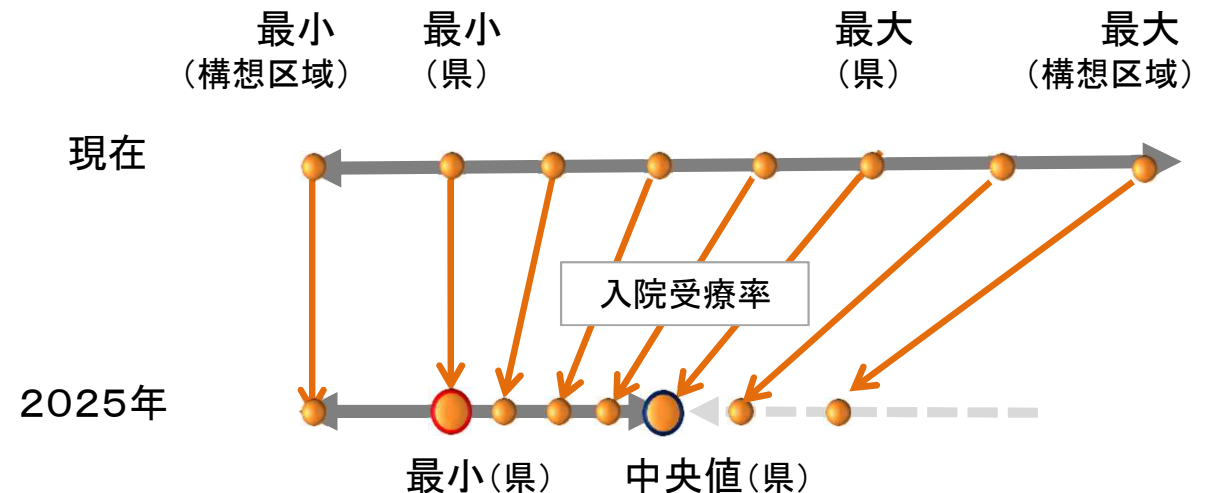 最小
（構想区域）
最小
（県）
最大
（県）
最大
（構想区域）
現在
入院受療率
２０２５年
最小（県）
中央値（県）